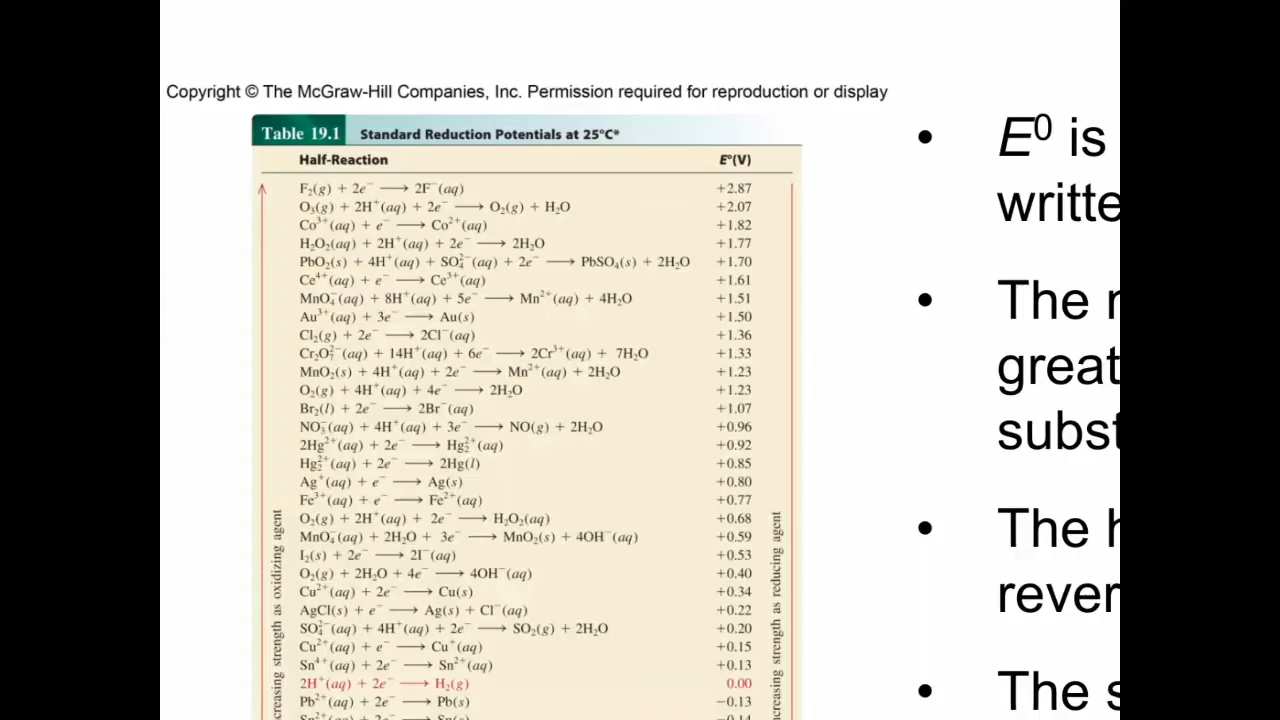 Copyright © The McGraw-Hill Companies, Inc. Permission required for reproduction or display
Table 19.1 Standard Reduction Potentials at 25°C*
Half-Reaction E°(V)
F₂(g) + 2e⁻ ⟶ 2F⁻(aq) +2.87
O₃(g) + 2H⁺(aq) + 2e⁻ ⟶ O₂(g) + H₂O +2.07
Co³⁺(aq) + e⁻ ⟶ Co²⁺(aq) +1.82
H₂O₂(aq) + 2H⁺(aq) + 2e⁻ ⟶ 2H₂O +1.77
PbO₂(s) + 4H⁺(aq) + SO₄²⁻(aq) + 2e⁻ ⟶ PbSO₄(s) + 2H₂O +1.70
Ce⁴⁺(aq) + e⁻ ⟶ Ce³⁺(aq) +1.61
MnO₄⁻(aq) + 8H⁺(aq) + 5e⁻ ⟶ Mn²⁺(aq) + 4H₂O +1.51
Au³⁺(aq) + 3e⁻ ⟶ Au(s) +1.50
Cl₂(g) + 2e⁻ ⟶ 2Cl⁻(aq) +1.36
Cr₂O₇²⁻(aq) + 14H⁺(aq) + 6e⁻ ⟶ 2Cr³⁺(aq) + 7H₂O +1.33
MnO₂(s) + 4H⁺(aq) + 2e⁻ ⟶ Mn²⁺(aq) + 2H₂O +1.23
O₂(g) + 4H⁺(aq) + 4e⁻ ⟶ 2H₂O +1.23
Br₂(l) + 2e⁻ ⟶ 2Br⁻(aq) +1.07
NO₃⁻(aq) + 4H⁺(aq) + 3e⁻ ⟶ NO(g) + 2H₂O +0.96
2Hg²⁺(aq) + 2e⁻ ⟶ Hg₂²⁺(aq) +0.92
Hg₂²⁺(aq) + 2e⁻ ⟶ 2Hg(l) +0.85
Ag⁺(aq) + e⁻ ⟶ Ag(s) +0.80
Fe³⁺(aq) + e⁻ ⟶ Fe²⁺(aq) +0.77
O₂(g) + 2H⁺(aq) + 2e⁻ ⟶ H₂O₂(aq) +0.68
MnO₄⁻(aq) + 2H₂O + 3e⁻ ⟶ MnO₂(s) + 4OH⁻(aq) +0.59
I₂(s) + 2e⁻ ⟶ 2I⁻(aq) +0.53
O₂(g) + 2H₂O + 4e⁻ ⟶ 4OH⁻(aq) +0.40
Cu²⁺(aq) + 2e⁻ ⟶ Cu(s) +0.34
AgCl(s) + e⁻ ⟶ Ag(s) + Cl⁻(aq) +0.22
SO₄²⁻(aq) + 4H⁺(aq) + 2e⁻ ⟶ SO₂(g) + 2H₂O +0.20
Cu²⁺(aq) + e⁻ ⟶ Cu⁺(aq) +0.15
Sn⁴⁺(aq) + 2e⁻ ⟶ Sn²⁺(aq) +0.13
2H⁺(aq) + 2e⁻ ⟶ H₂(g) 0.00
Pb²⁺(aq) + 2e⁻ ⟶ Pb(s) −0.13
creasing strength as oxidizing agent
creasing strength as reducing agent
• E⁰ is
writte
• The
great
subst
• The
rever
• The